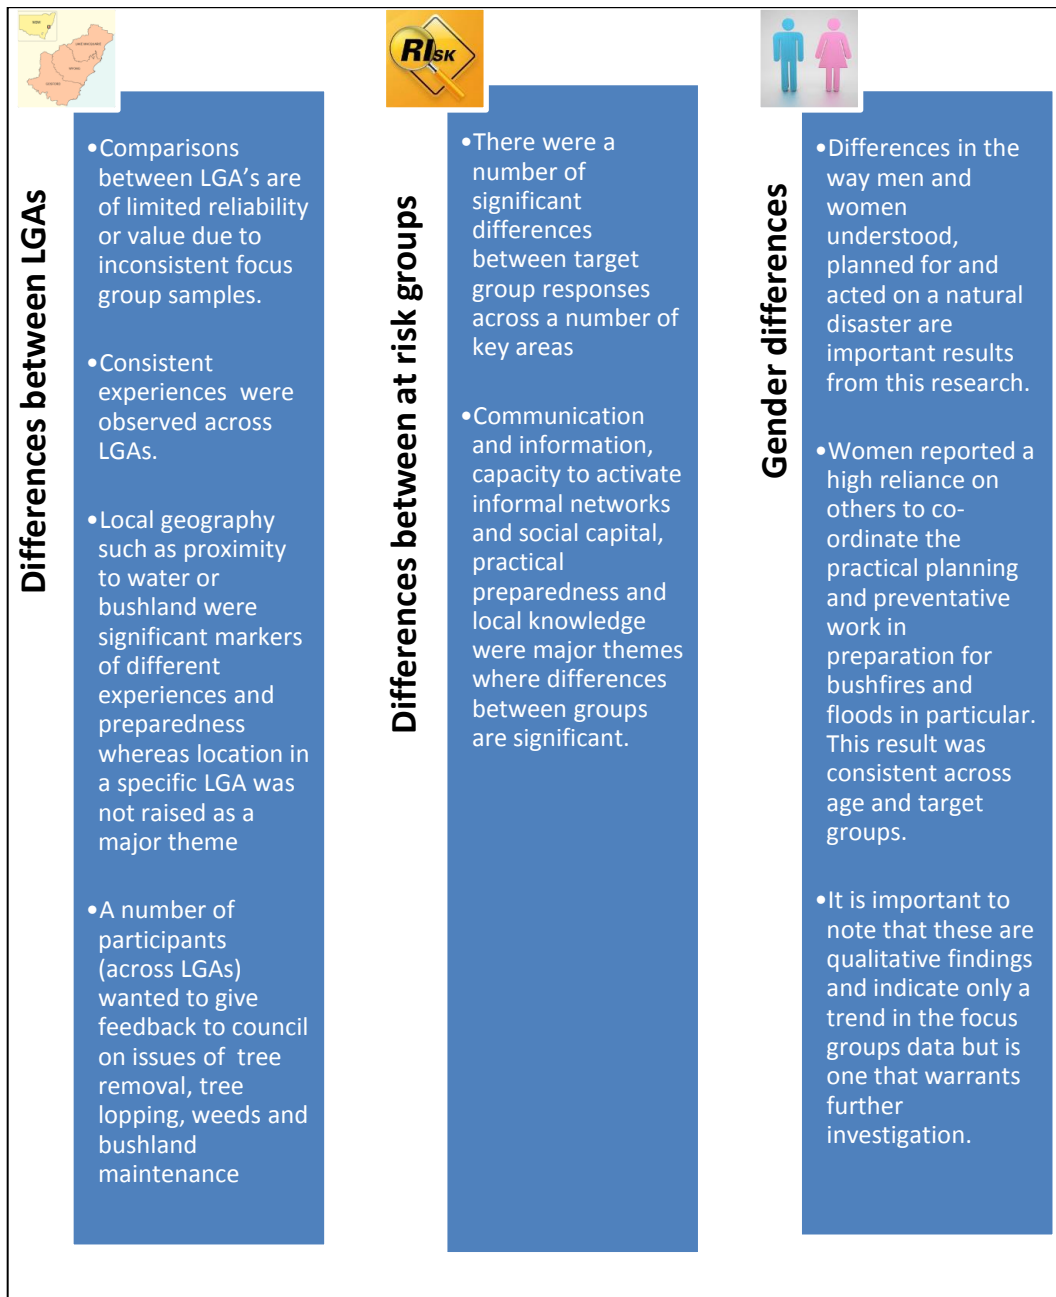 RISK
Differences between LGAs
•Comparisons
between LGA’s are
of limited reliability
or value due to
inconsistent focus
group samples.
•Consistent
experiences were
observed across
LGAs.
•Local geography
such as proximity
to water or
bushland were
significant markers
of different
experiences and
preparedness
whereas location in
a specific LGA was
not raised as a
major theme
•A number of
participants
(across LGAs)
wanted to give
feedback to council
on issues of tree
removal, tree
lopping, weeds and
bushland
maintenance
Differences between at risk groups
•There were a
number of
significant
differences
between target
group responses
across a number of
key areas
•Communication
and information,
capacity to activate
informal networks
and social capital,
practical
preparedness and
local knowledge
were major themes
where differences
between groups
are significant.
Gender differences
•Differences in the
way men and
women
understood,
planned for and
acted on a natural
disaster are
important results
from this research.
•Women reported a
high reliance on
others to co-
ordinate the
practical planning
and preventative
work in
preparation for
bushfires and
floods in particular.
This result was
consistent across
age and target
groups.
•It is important to
note that these are
qualitative findings
and indicate only a
trend in the focus
groups data but is
one that warrants
further
investigation.